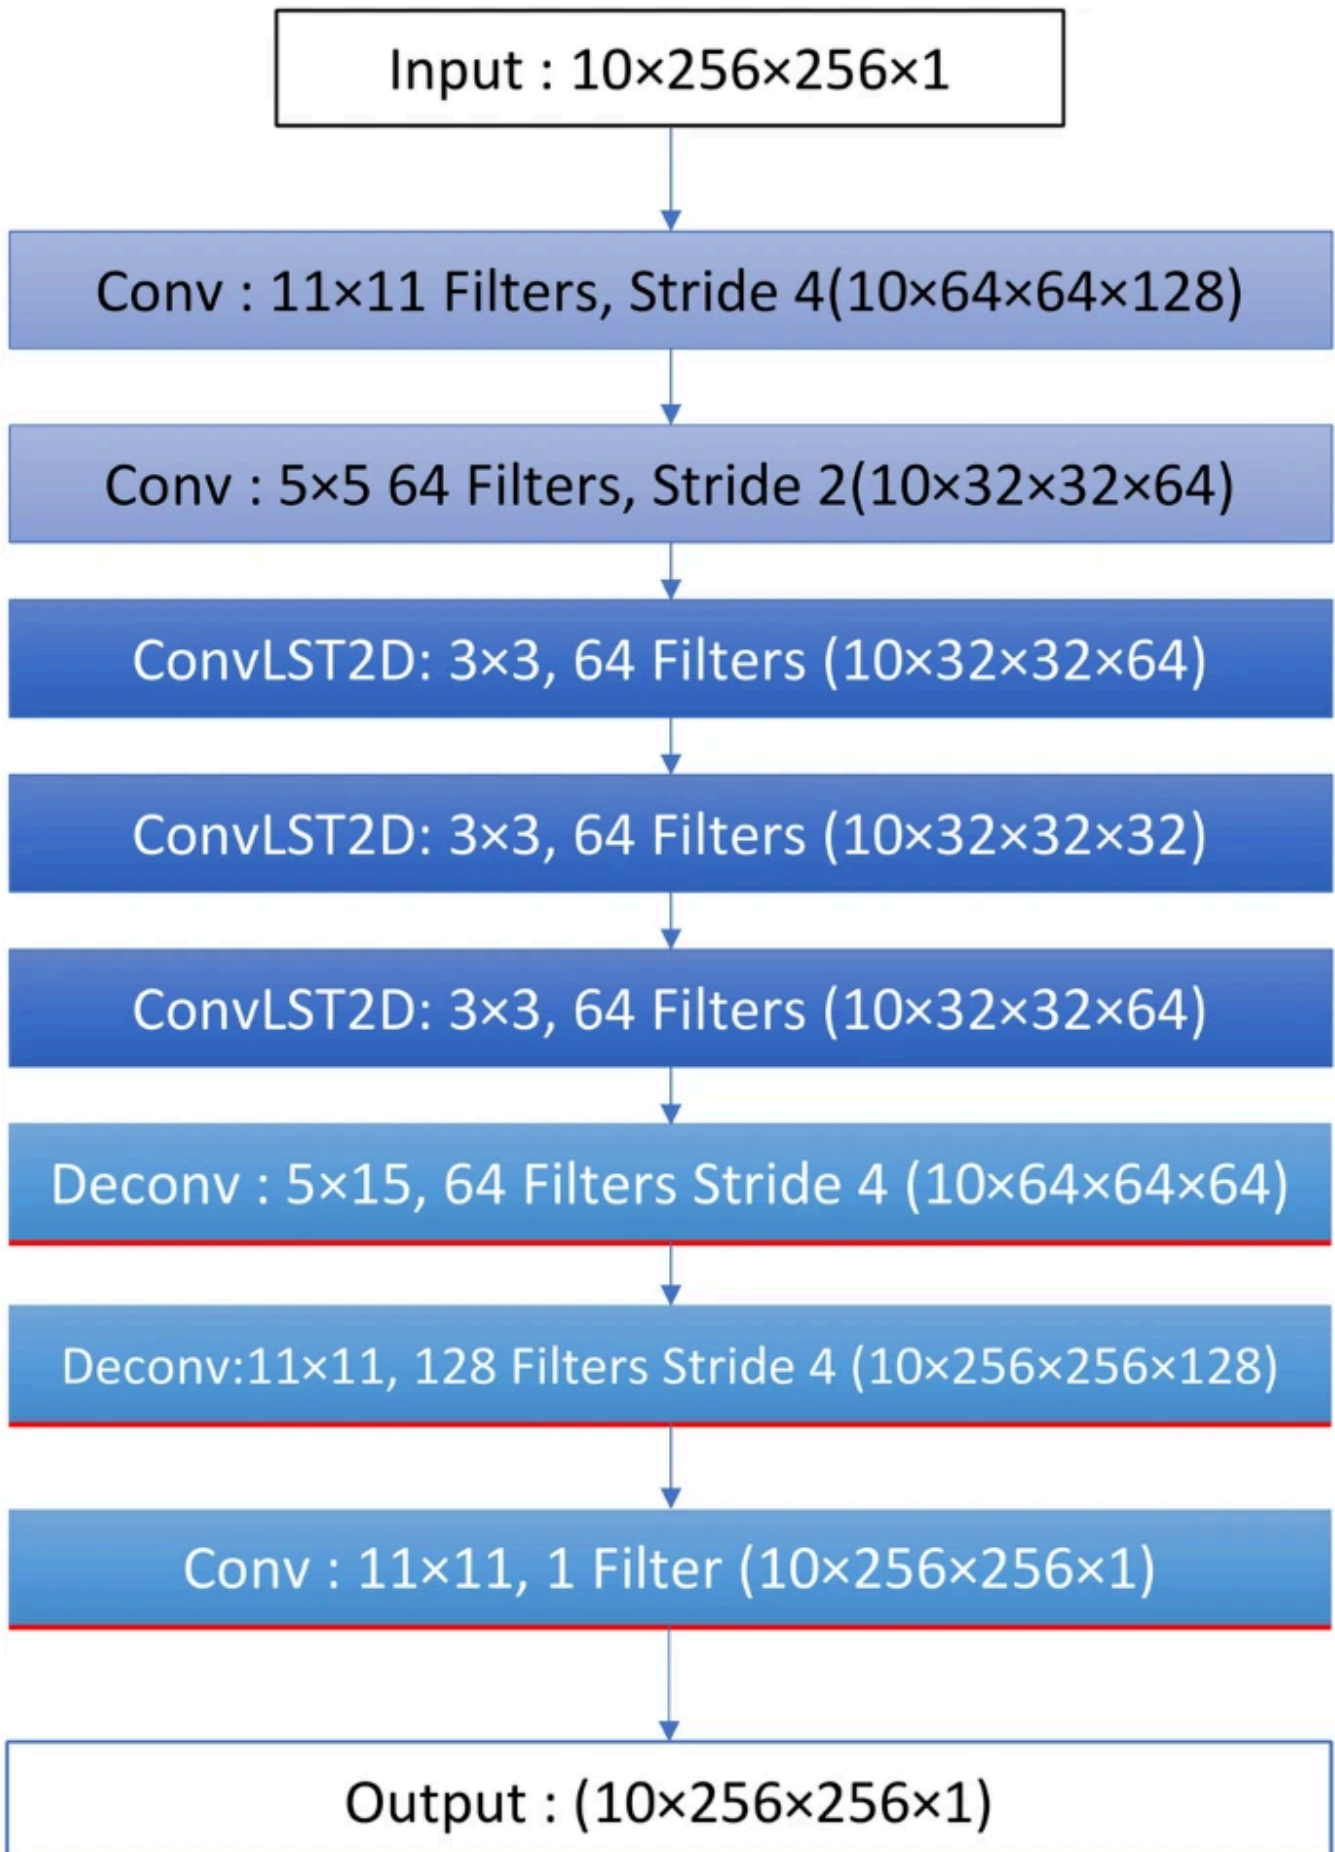 Input : 10×256×256×1
Conv : 11×11 Filters, Stride 4(10×64×64×128)
Conv : 5×5 64 Filters, Stride 2(10×32×32×64)
ConvLST2D: 3×3, 64 Filters (10×32×32×64)
ConvLST2D: 3×3, 64 Filters (10×32×32×32)
ConvLST2D: 3×3, 64 Filters (10×32×32×64)
Deconv : 5×15, 64 Filters Stride 4 (10×64×64×64)
Deconv:11×11, 128 Filters Stride 4 (10×256×256×128)
Conv : 11×11, 1 Filter (10×256×256×1)
Output : (10×256×256×1)